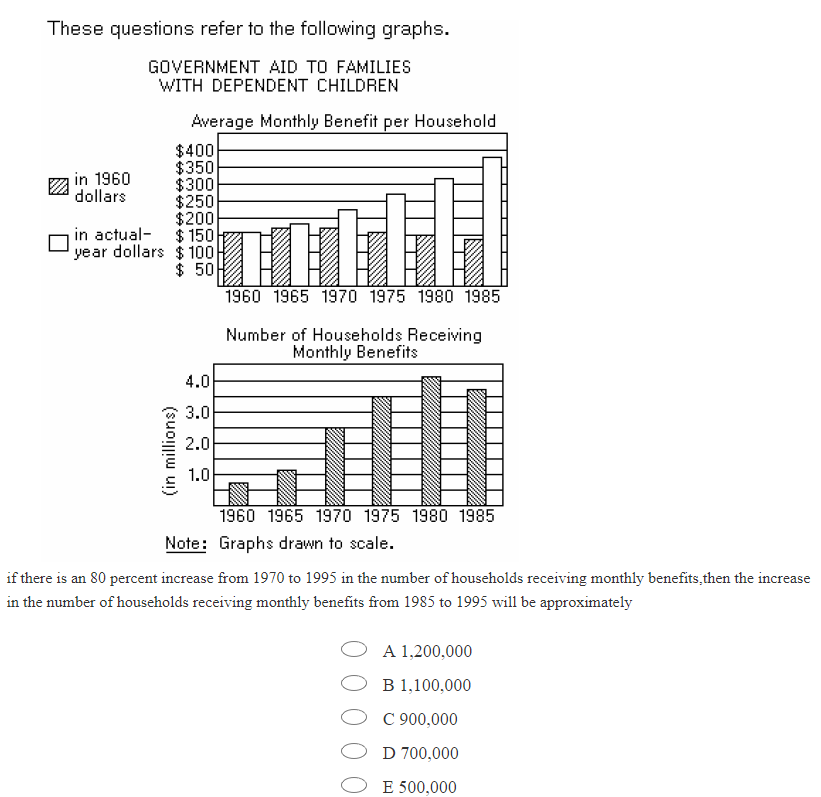 These questions refer to the following graphs.
GOVERNMENT AID TO FAMILIES
WITH DEPENDENT CHILDREN
Average Monthly Benefit per Household
in 1960
dollars
in actual-
year dollars
$400
$350
$300
$250
$200
$ 150
$ 100
$ 50
1960 1965 1970 1975 1980 1985
Number of Households Receiving
Monthly Benefits
(in millions)
4.0
3.0
2.0
1.0
1960 1965 1970 1975 1980 1985
Note: Graphs drawn to scale.
if there is an 80 percent increase from 1970 to 1995 in the number of households receiving monthly benefits,then the increase
in the number of households receiving monthly benefits from 1985 to 1995 will be approximately
A 1,200,000
B 1,100,000
C 900,000
D 700,000
E 500,000